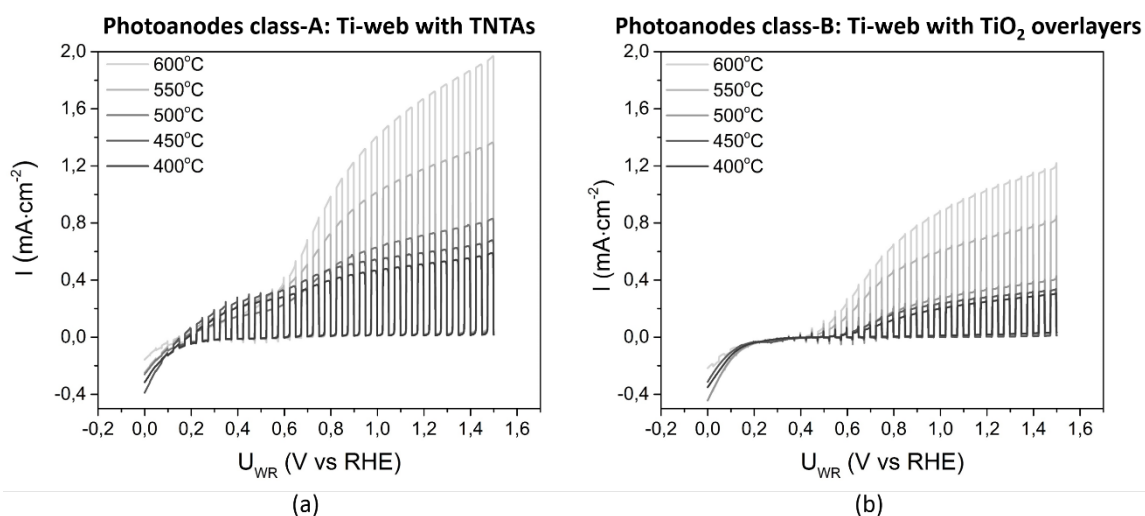 Photoanodes class-A: Ti-web with TNTAs
2,0
1,6
1,2
0,8
0,4
0,0
-0,4
I (mA·cm⁻²)
600°C
550°C
500°C
450°C
400°C
-0,2 0,0 0,2 0,4 0,6 0,8 1,0 1,2 1,4 1,6
U_WR (V vs RHE)
(a)
Photoanodes class-B: Ti-web with TiO₂ overlayers
2,0
1,6
1,2
0,8
0,4
0,0
-0,4
I (mA·cm⁻²)
600°C
550°C
500°C
450°C
400°C
-0,2 0,0 0,2 0,4 0,6 0,8 1,0 1,2 1,4 1,6
U_WR (V vs RHE)
(b)